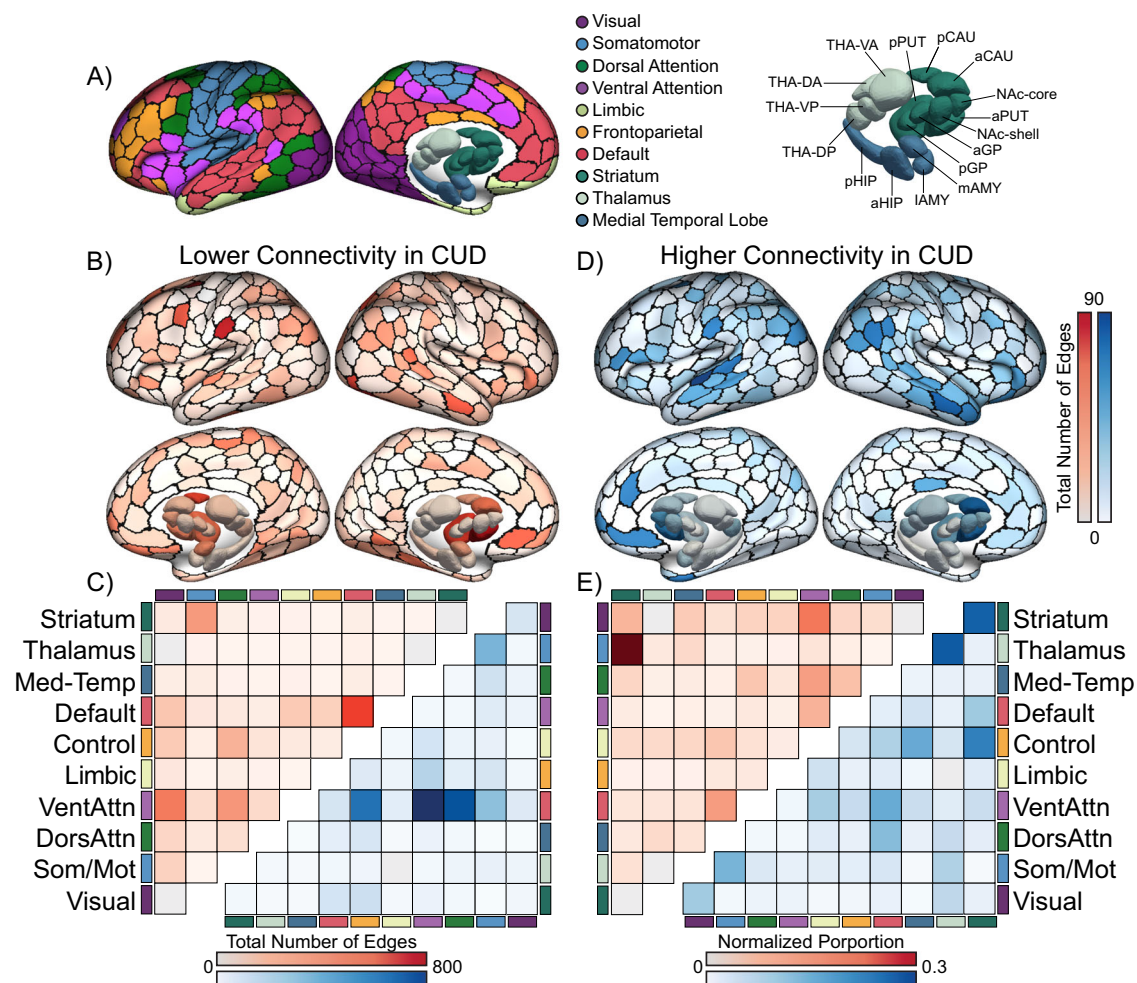 A)
Visual
Somatomotor
Dorsal Attention
Ventral Attention
Limbic
Frontoparietal
Default
Striatum
Thalamus
Medial Temporal Lobe
THA-VA
pPUT
pCAU
aCAU
THA-DA
NAc-core
THA-VP
aPUT
NAc-shell
THA-DP
aGP
pGP
pHIP
mAMY
aHIP
lAMY
B)
Lower Connectivity in CUD
D)
Higher Connectivity in CUD
90
Total Number of Edges
0
C)
Striatum
Thalamus
Med-Temp
Default
Control
Limbic
VentAttn
DorsAttn
Som/Mot
Visual
Total Number of Edges
0
800
E)
Striatum
Thalamus
Med-Temp
Default
Control
Limbic
VentAttn
DorsAttn
Som/Mot
Visual
Normalized Porportion
0
0.3